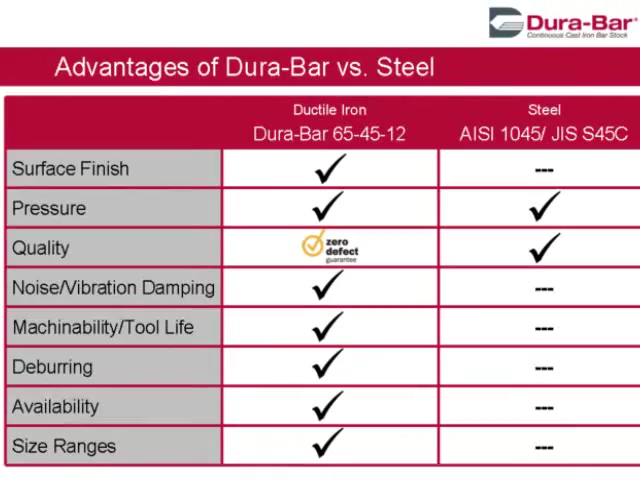 Dura-Bar®
Continuous Cast Iron Bar Stock
Advantages of Dura-Bar vs. Steel
Ductile Iron
Dura-Bar 65-45-12
Steel
AISI 1045/ JIS S45C
Surface Finish
---
Pressure
Quality
zero
defect
guarantee
Noise/Vibration Damping
---
Machinability/Tool Life
---
Deburring
---
Availability
---
Size Ranges
---